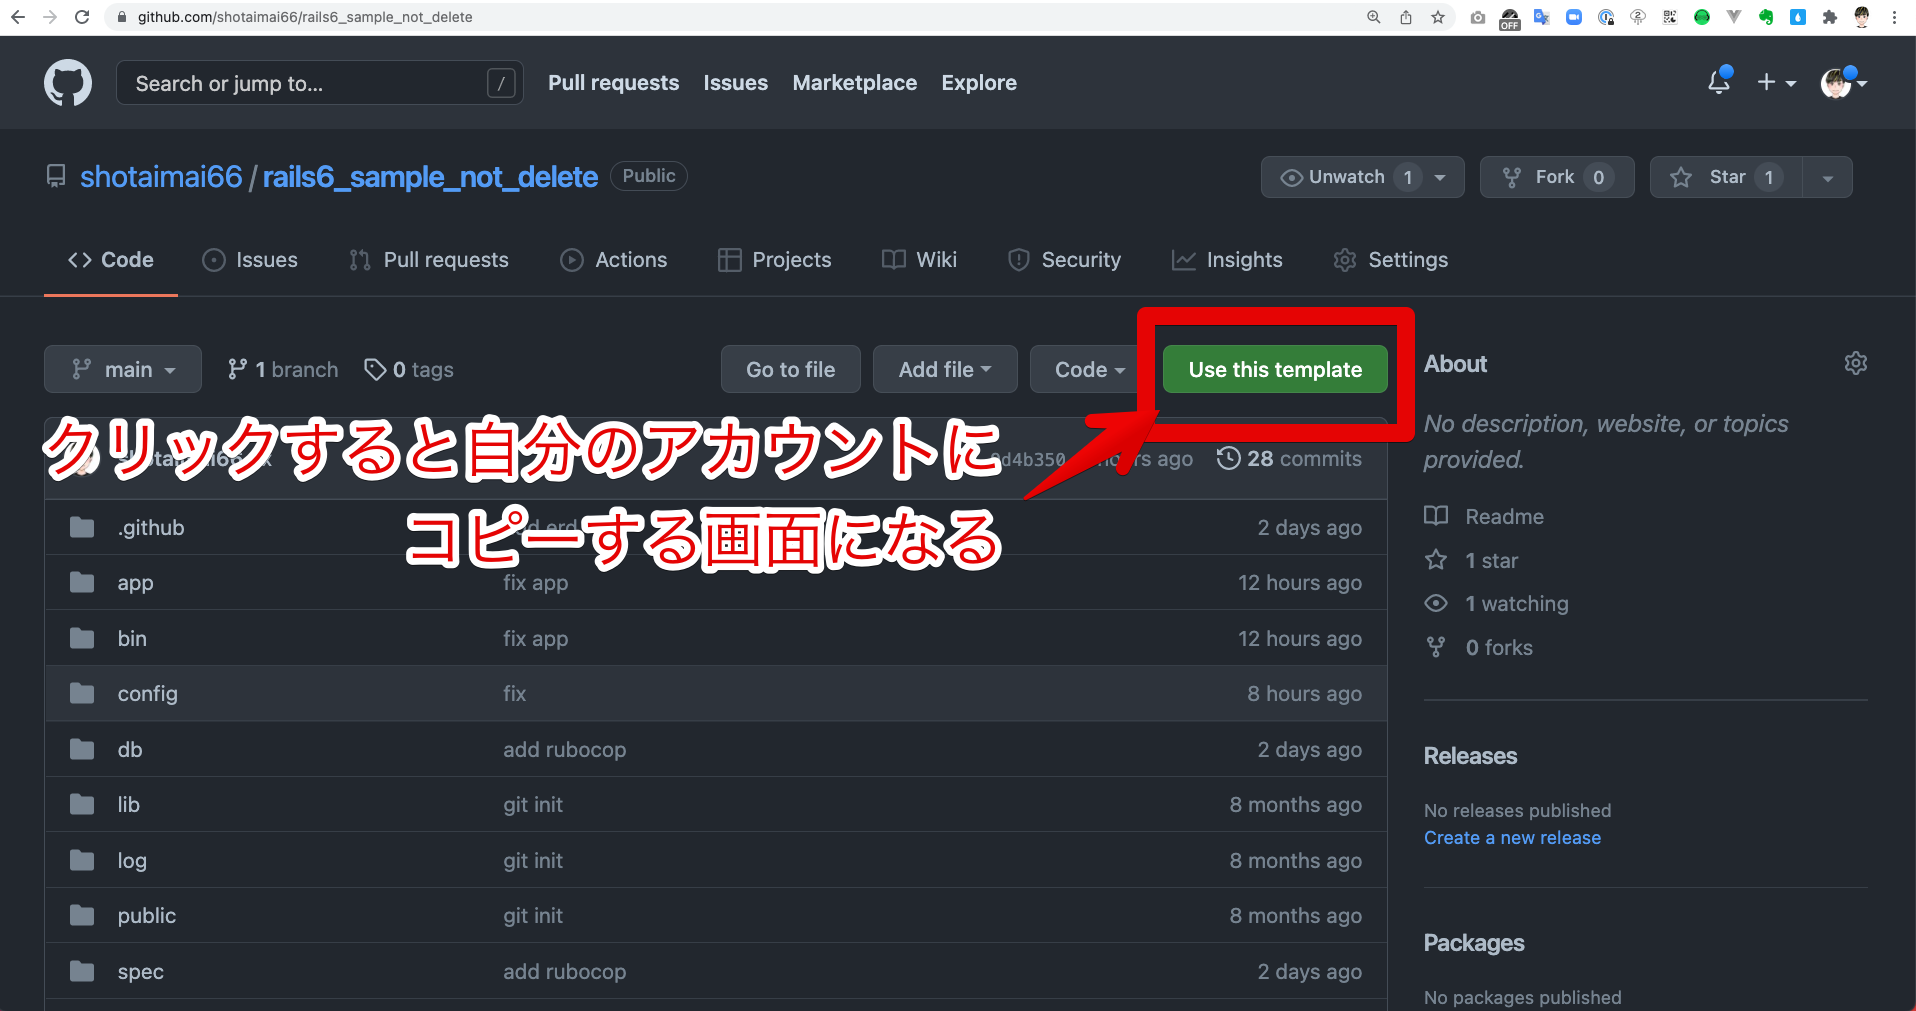 github.com/shotaimai66/rails6_sample_not_delete
OFF
Search or jump to... /
Pull requests Issues Marketplace Explore
shotaimai66 / rails6_sample_not_delete Public
Unwatch 1 Fork 0 Star 1
Code Issues Pull requests Actions Projects Wiki Security Insights Settings
main 1 branch 0 tags Go to file Add file Code Use this template
クリックすると自分のアカウントに
コピーする画面になる
ago 28 commits
.github 2 days ago
app fix app 12 hours ago
bin fix app 12 hours ago
config fix 8 hours ago
db add rubocop 2 days ago
lib git init 8 months ago
log git init 8 months ago
public git init 8 months ago
spec add rubocop 2 days ago
About
No description, website, or topics
provided.
Readme
1 star
1 watching
0 forks
Releases
No releases published
Create a new release
Packages
No packages published